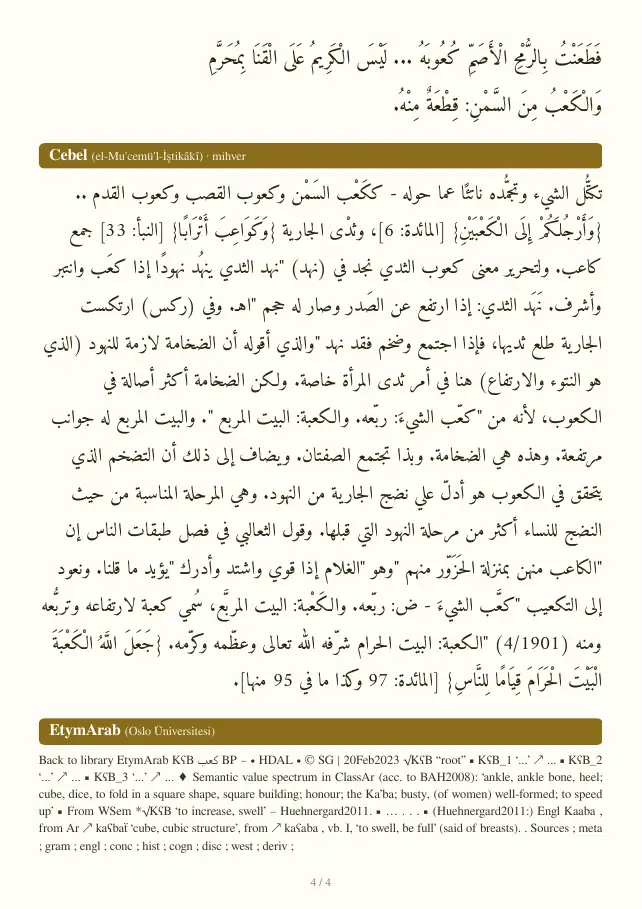 فَطَعَنْتُ بِالرُّمْحِ الْأَصَمِّ كُعُوبَهُ ... لَيْسَ الْكَرِيمُ عَلَى الْقَنَا بِمُحَرَّمِ
وَالْكَعْبُ مِنَ السَّمْنِ: قِطْعَةٌ مِنْهُ.
Cebel (el-Mu'cemü'l-İştikâkî) · mihver
تكتُّل الشيء وتجمُّده ناتئًا عما حوله - ككَعْب السَمْن وكعوب القصب وكعوب القدم ..
{وَأَرْجُلَكُمْ إِلَى الْكَعْبَيْنِ} [المائدة: 6]، وثدْى الجارية {وَكَوَاعِبَ أَتْرَابًا} [النبأ: 33] جمع
كاعب. ولتحرير معنى كعوب الثدي نجد في (نهد) "نهد الثدي ينهُد نهودًا إذا كعَب وانتبر
وأشرف. نَهَد الثدي: إذا ارتفع عن الصَدر وصار له حجم "اهـ. وفي (ركس) ارتكست
الجارية طلع ثديها، فإذا اجتمع وضخم فقد نهد "والذي أقوله أن الضخامة لازمة للنهود (الذي
هو النتوء والارتفاع) هنا في أمر ثدى المرأة خاصة. ولكن الضخامة أكثر أصالة في
الكعوب، لأنه من "كعّب الشيءَ: ربّعه. والكعبة: البيت المربع ". والبيت المربع له جوانب
مرتفعة. وهذه هي الضخامة. وبذا تجتمع الصفتان. ويضاف إلى ذلك أن التضخم الذي
يتحقق في الكعوب هو أدلّ علي نضج الجارية من النهود. وهي المرحلة المناسبة من حيث
النضج للنساء أكثر من مرحلة النهود التي قبلها. وقول الثعالبي في فصل طبقات الناس إن
"الكاعب منهن بمنزلة الحَزَوّر منهم "وهو "الغلام إذا قوي واشتد وأدرك "يؤيد ما قلنا. ونعود
إلى التكعيب "كعَّب الشيءَ - ض: ربّعه. والكَعْبة: البيت المربَّع، سُمي كعبة لارتفاعه وتربُّعه
ومنه (4/1901) "الكعبة: البيت الحرام شرّفه الله تعالى وعظّمه وكرّمه. {جَعَلَ اللَّهُ الْكَعْبَةَ
الْبَيْتَ الْحَرَامَ قِيَامًا لِلنَّاسِ} [المائدة: 97 وكذا ما في 95 منها].
EtymArab (Oslo Üniversitesi)
Back to library EtymArab KʕB كعب BP – • HDAL • © SG | 20Feb2023 √KʕB “root” ▪ KʕB_1 ‘...’ ↗ ... ▪ KʕB_2
‘...’ ↗ ... ▪ KʕB_3 ‘...’ ↗ ... ♦ Semantic value spectrum in ClassAr (acc. to BAH2008): ‘ankle, ankle bone, heel;
cube, dice, to fold in a square shape, square building; honour; the Ka’ba; busty, (of women) well-formed; to speed
up’ ▪ From WSem *√KʕB ‘to increase, swell’ – Huehnergard2011. ▪ … . . . ▪ (Huehnergard2011:) Engl Kaaba ,
from Ar ↗ kaʕbaẗ ‘cube, cubic structure’, from ↗ kaʕaba , vb. I, ‘to swell, be full’ (said of breasts). . Sources ; meta
; gram ; engl ; conc ; hist ; cogn ; disc ; west ; deriv ;
4 / 4